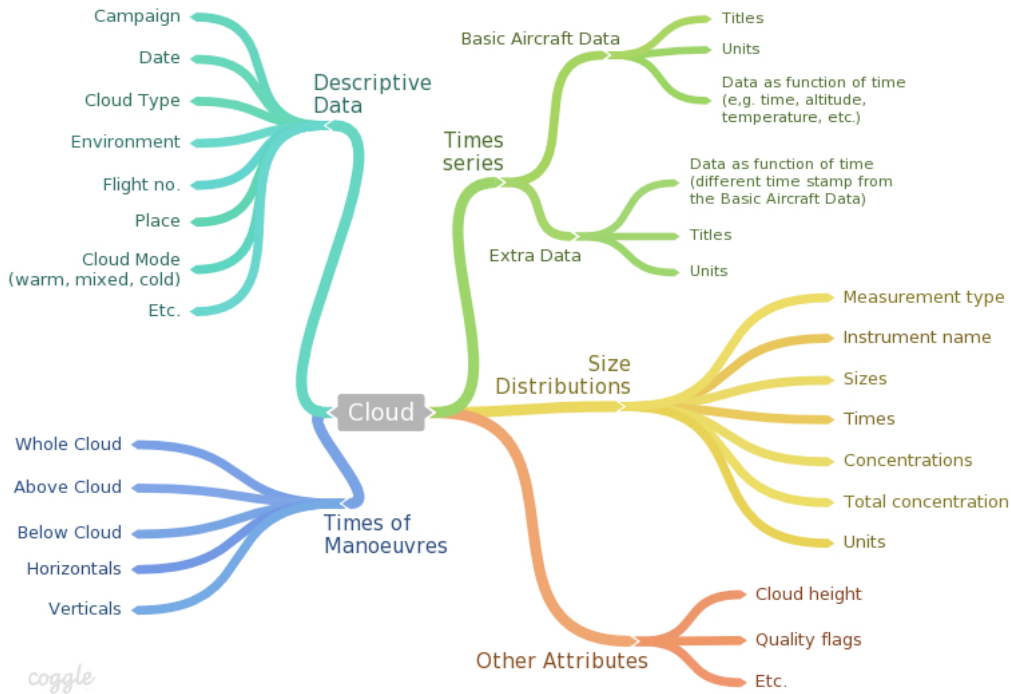 Campaign
Date
Cloud Type
Environment
Flight no.
Place
Cloud Mode
(warm, mixed, cold)
Etc.
Descriptive
Data
Times
series
Basic Aircraft Data
Titles
Units
Data as function of time
(e,g. time, altitude,
temperature, etc.)
Extra Data
Data as function of time
(different time stamp from
the Basic Aircraft Data)
Titles
Units
Cloud
Size
Distributions
Measurement type
Instrument name
Sizes
Times
Concentrations
Total concentration
Units
Whole Cloud
Above Cloud
Below Cloud
Horizontals
Verticals
Times of
Manoeuvres
Other Attributes
Cloud height
Quality flags
Etc.
coggle